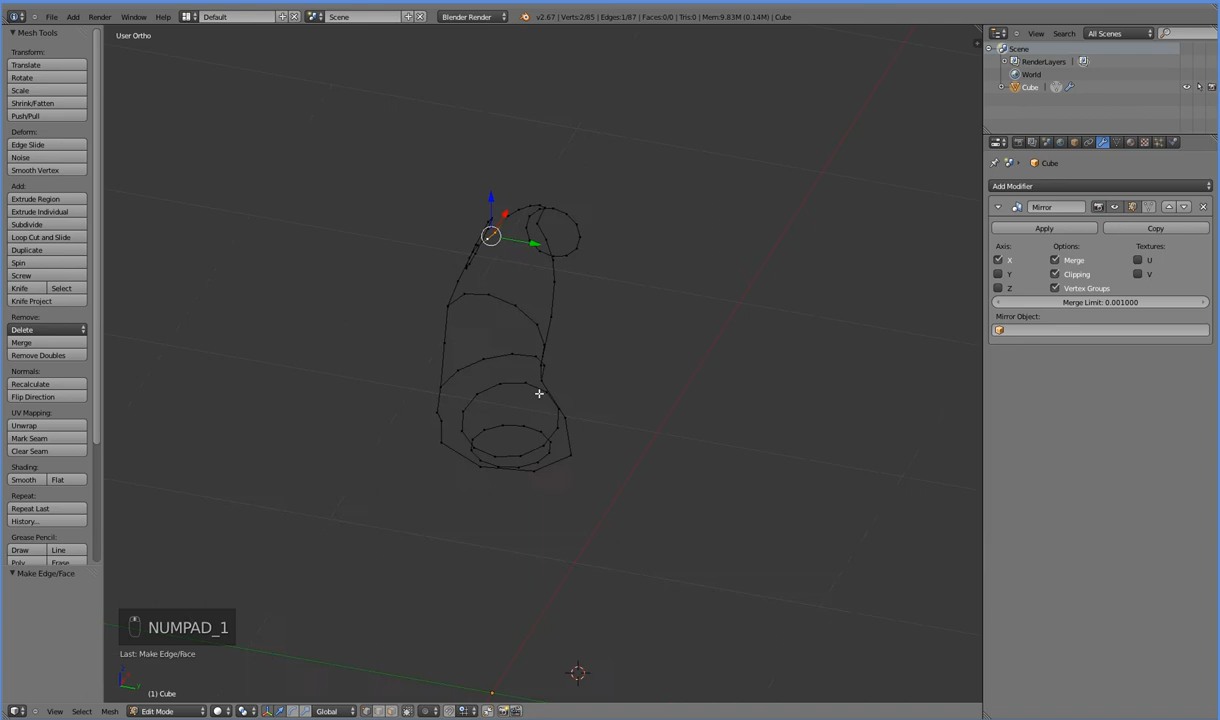 File Add Render Window Help Default Scene Blender Render v2.67 | Verts:2/85 | Edges:1/87 | Faces:0/0 | Tris:0 | Mem:9.83M (0.14M) | Cube
Mesh Tools
Transform:
Translate
Rotate
Scale
Shrink/Fatten
Push/Pull
Deform:
Edge Slide
Noise
Smooth Vertex
Add:
Extrude Region
Extrude Individual
Subdivide
Loop Cut and Slide
Duplicate
Spin
Screw
Knife Select
Knife Project
Remove:
Delete
Merge
Remove Doubles
Normals:
Recalculate
Flip Direction
UV Mapping:
Unwrap
Mark Seam
Clear Seam
Shading:
Smooth Flat
Repeat:
Repeat Last
History...
Grease Pencil:
Draw Line
Poly Erase
Make Edge/Face
User Ortho
NUMPAD_1
Last: Make Edge/Face
(1) Cube
View Select Mesh Edit Mode Global
View Search All Scenes
Scene
RenderLayers |
World
Cube |
Cube
Add Modifier
Mirror
Apply Copy
Axis: Options: Textures:
X Merge U
Y Clipping V
Z Vertex Groups
Merge Limit: 0.001000
Mirror Object: